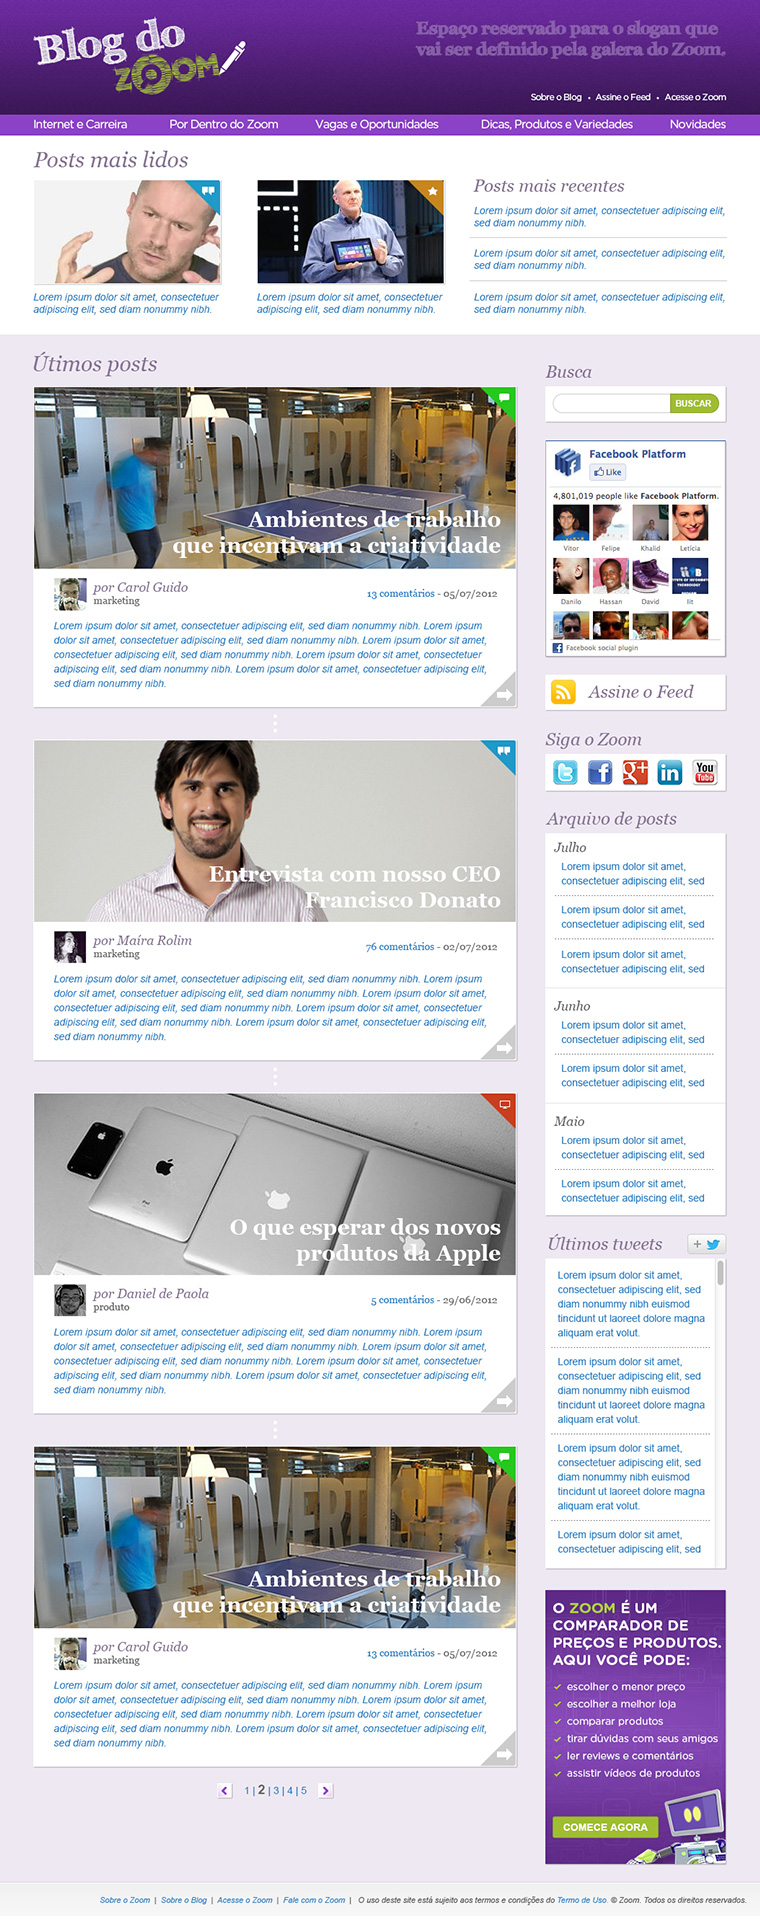 Blog do
ZOOM
Espaço reservado para o slogan que
vai ser definido pela galera do Zoom.
Sobre o Blog • Assine o Feed • Acesse o Zoom
Internet e Carreira
Por Dentro do Zoom
Vagas e Oportunidades
Dicas, Produtos e Variedades
Novidades
Posts mais lidos
Lorem ipsum dolor sit amet, consectetuer
adipiscing elit, sed diam nonummy nibh.
Lorem ipsum dolor sit amet, consectetuer
adipiscing elit, sed diam nonummy nibh.
Posts mais recentes
Lorem ipsum dolor sit amet, consectetuer adipiscing elit,
sed diam nonummy nibh.
Lorem ipsum dolor sit amet, consectetuer adipiscing elit,
sed diam nonummy nibh.
Lorem ipsum dolor sit amet, consectetuer adipiscing elit,
sed diam nonummy nibh.
Útimos posts
ADVERT
Ambientes de trabalho
que incentivam a criatividade
por Carol Guido
marketing
13 comentários - 05/07/2012
Lorem ipsum dolor sit amet, consectetuer adipiscing elit, sed diam nonummy nibh. Lorem ipsum
dolor sit amet, consectetuer adipiscing elit, sed diam nonummy nibh. Lorem ipsum dolor sit amet,
consectetuer adipiscing elit, sed diam nonummy nibh. Lorem ipsum dolor sit amet, consectetuer
adipiscing elit, sed diam nonummy nibh. Lorem ipsum dolor sit amet, consectetuer adipiscing elit,
sed diam nonummy nibh.
Entrevista com nosso CEO
Francisco Donato
por Maíra Rolim
marketing
76 comentários - 02/07/2012
Lorem ipsum dolor sit amet, consectetuer adipiscing elit, sed diam nonummy nibh. Lorem ipsum
dolor sit amet, consectetuer adipiscing elit, sed diam nonummy nibh. Lorem ipsum dolor sit amet,
consectetuer adipiscing elit, sed diam nonummy nibh. Lorem ipsum dolor sit amet, consectetuer
adipiscing elit, sed diam nonummy nibh. Lorem ipsum dolor sit amet, consectetuer adipiscing elit,
sed diam nonummy nibh.
O que esperar dos novos
produtos da Apple
por Daniel de Paola
produto
5 comentários - 29/06/2012
Lorem ipsum dolor sit amet, consectetuer adipiscing elit, sed diam nonummy nibh. Lorem ipsum
dolor sit amet, consectetuer adipiscing elit, sed diam nonummy nibh. Lorem ipsum dolor sit amet,
consectetuer adipiscing elit, sed diam nonummy nibh. Lorem ipsum dolor sit amet, consectetuer
adipiscing elit, sed diam nonummy nibh. Lorem ipsum dolor sit amet, consectetuer adipiscing elit,
sed diam nonummy nibh.
ADVERT
Ambientes de trabalho
que incentivam a criatividade
por Carol Guido
marketing
13 comentários - 05/07/2012
Lorem ipsum dolor sit amet, consectetuer adipiscing elit, sed diam nonummy nibh. Lorem ipsum
dolor sit amet, consectetuer adipiscing elit, sed diam nonummy nibh. Lorem ipsum dolor sit amet,
consectetuer adipiscing elit, sed diam nonummy nibh. Lorem ipsum dolor sit amet, consectetuer
adipiscing elit, sed diam nonummy nibh. Lorem ipsum dolor sit amet, consectetuer adipiscing elit,
sed diam nonummy nibh.
1 | 2 | 3 | 4 | 5
Busca
BUSCAR
Facebook Platform
Like
4,801,019 people like Facebook Platform.
Vitor Felipe Khalid Letícia
Danilo Hassan David Iit
Facebook social plugin
Assine o Feed
Siga o Zoom
You
Tube
Arquivo de posts
Julho
Lorem ipsum dolor sit amet,
consectetuer adipiscing elit, sed
Lorem ipsum dolor sit amet,
consectetuer adipiscing elit, sed
Lorem ipsum dolor sit amet,
consectetuer adipiscing elit, sed
Junho
Lorem ipsum dolor sit amet,
consectetuer adipiscing elit, sed
Lorem ipsum dolor sit amet,
consectetuer adipiscing elit, sed
Maio
Lorem ipsum dolor sit amet,
consectetuer adipiscing elit, sed
Lorem ipsum dolor sit amet,
consectetuer adipiscing elit, sed
Últimos tweets
+
Lorem ipsum dolor sit amet,
consectetuer adipiscing elit, sed
diam nonummy nibh euismod
tincidunt ut laoreet dolore magna
aliquam erat volut.
Lorem ipsum dolor sit amet,
consectetuer adipiscing elit, sed
diam nonummy nibh euismod
tincidunt ut laoreet dolore magna
aliquam erat volut.
Lorem ipsum dolor sit amet,
consectetuer adipiscing elit, sed
diam nonummy nibh euismod
tincidunt ut laoreet dolore magna
aliquam erat volut.
Lorem ipsum dolor sit amet,
consectetuer adipiscing elit, sed
O ZOOM É UM
COMPARADOR DE
PREÇOS E PRODUTOS.
AQUI VOCÊ PODE:
escolher o menor preço
escolher a melhor loja
comparar produtos
tirar dúvidas com seus amigos
ler reviews e comentários
assistir vídeos de produtos
COMECE AGORA
Sobre o Zoom | Sobre o Blog | Acesse o Zoom | Fale com o Zoom | O uso deste site está sujeito aos termos e condições do Termo de Uso. © Zoom. Todos os direitos reservados.